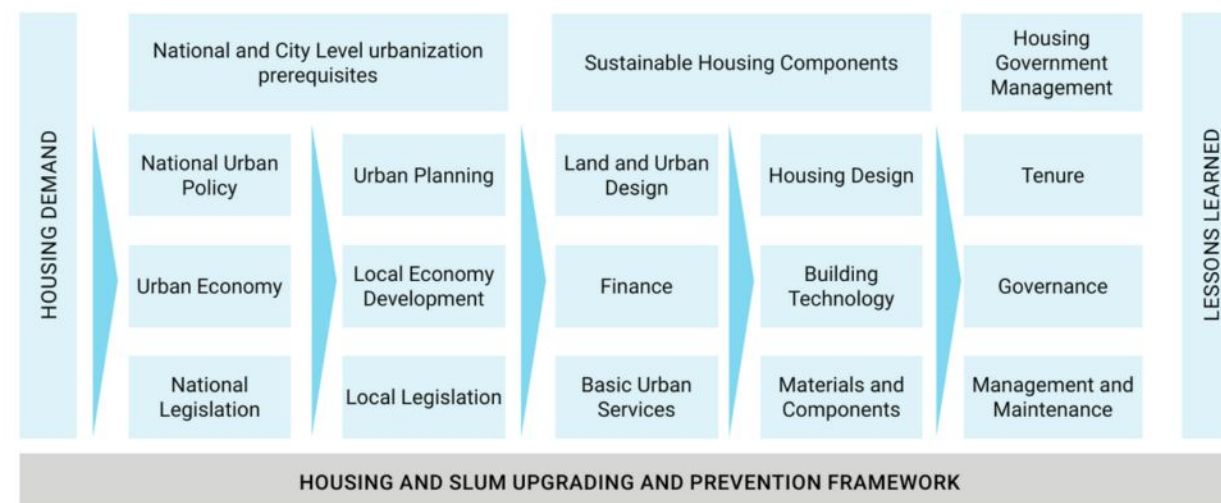 HOUSING DEMAND
National and City Level urbanization
prerequisites
Sustainable Housing Components
Housing
Government
Management
National Urban
Policy
Urban Planning
Land and Urban
Design
Housing Design
Tenure
Urban Economy
Local Economy
Development
Finance
Building
Technology
Governance
National
Legislation
Local Legislation
Basic Urban
Services
Materials and
Components
Management and
Maintenance
LESSONS LEARNED
HOUSING AND SLUM UPGRADING AND PREVENTION FRAMEWORK